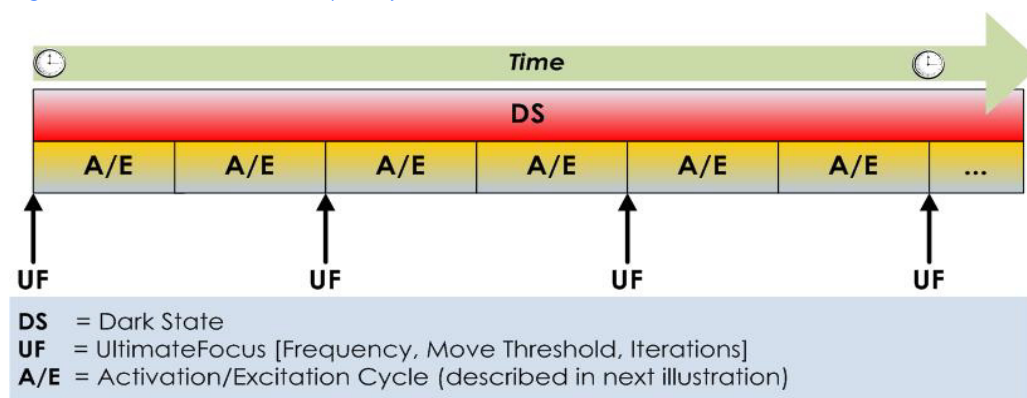 Time
DS
A/E A/E A/E A/E A/E A/E ...
UF UF UF UF
DS = Dark State
UF = UltimateFocus [Frequency, Move Threshold, Iterations]
A/E = Activation/Excitation Cycle (described in next illustration)